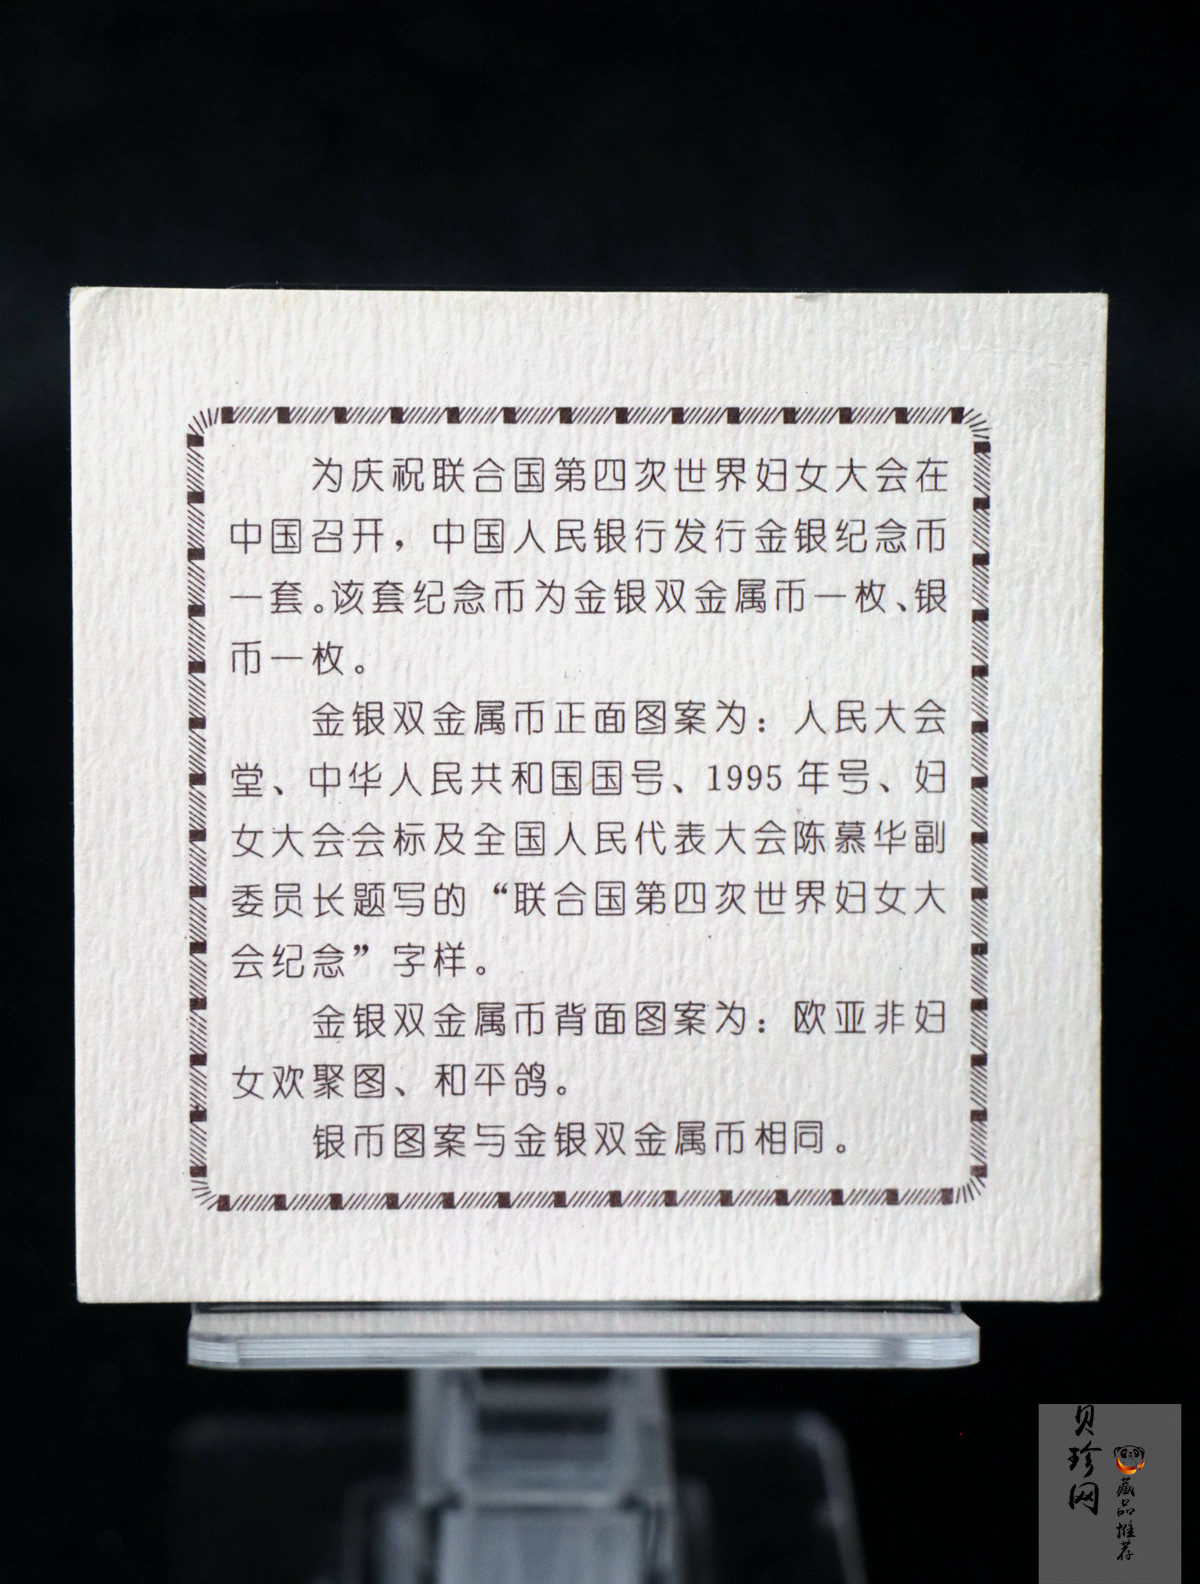 为庆祝联合国第四次世界妇女大会在
中国召开，中国人民银行发行金银纪念币
一套。该套纪念币为金银双金属币一枚、银
币一枚。
金银双金属币正面图案为：人民大会
堂、中华人民共和国国号、1995年号、妇
女大会会标及全国人民代表大会陈慕华副
委员长题写的“联合国第四次世界妇女大
会纪念”字样。
金银双金属币背面图案为：欧亚非妇
女欢聚图、和平鸽。
银币图案与金银双金属币相同。
贝珍网
藏品推荐